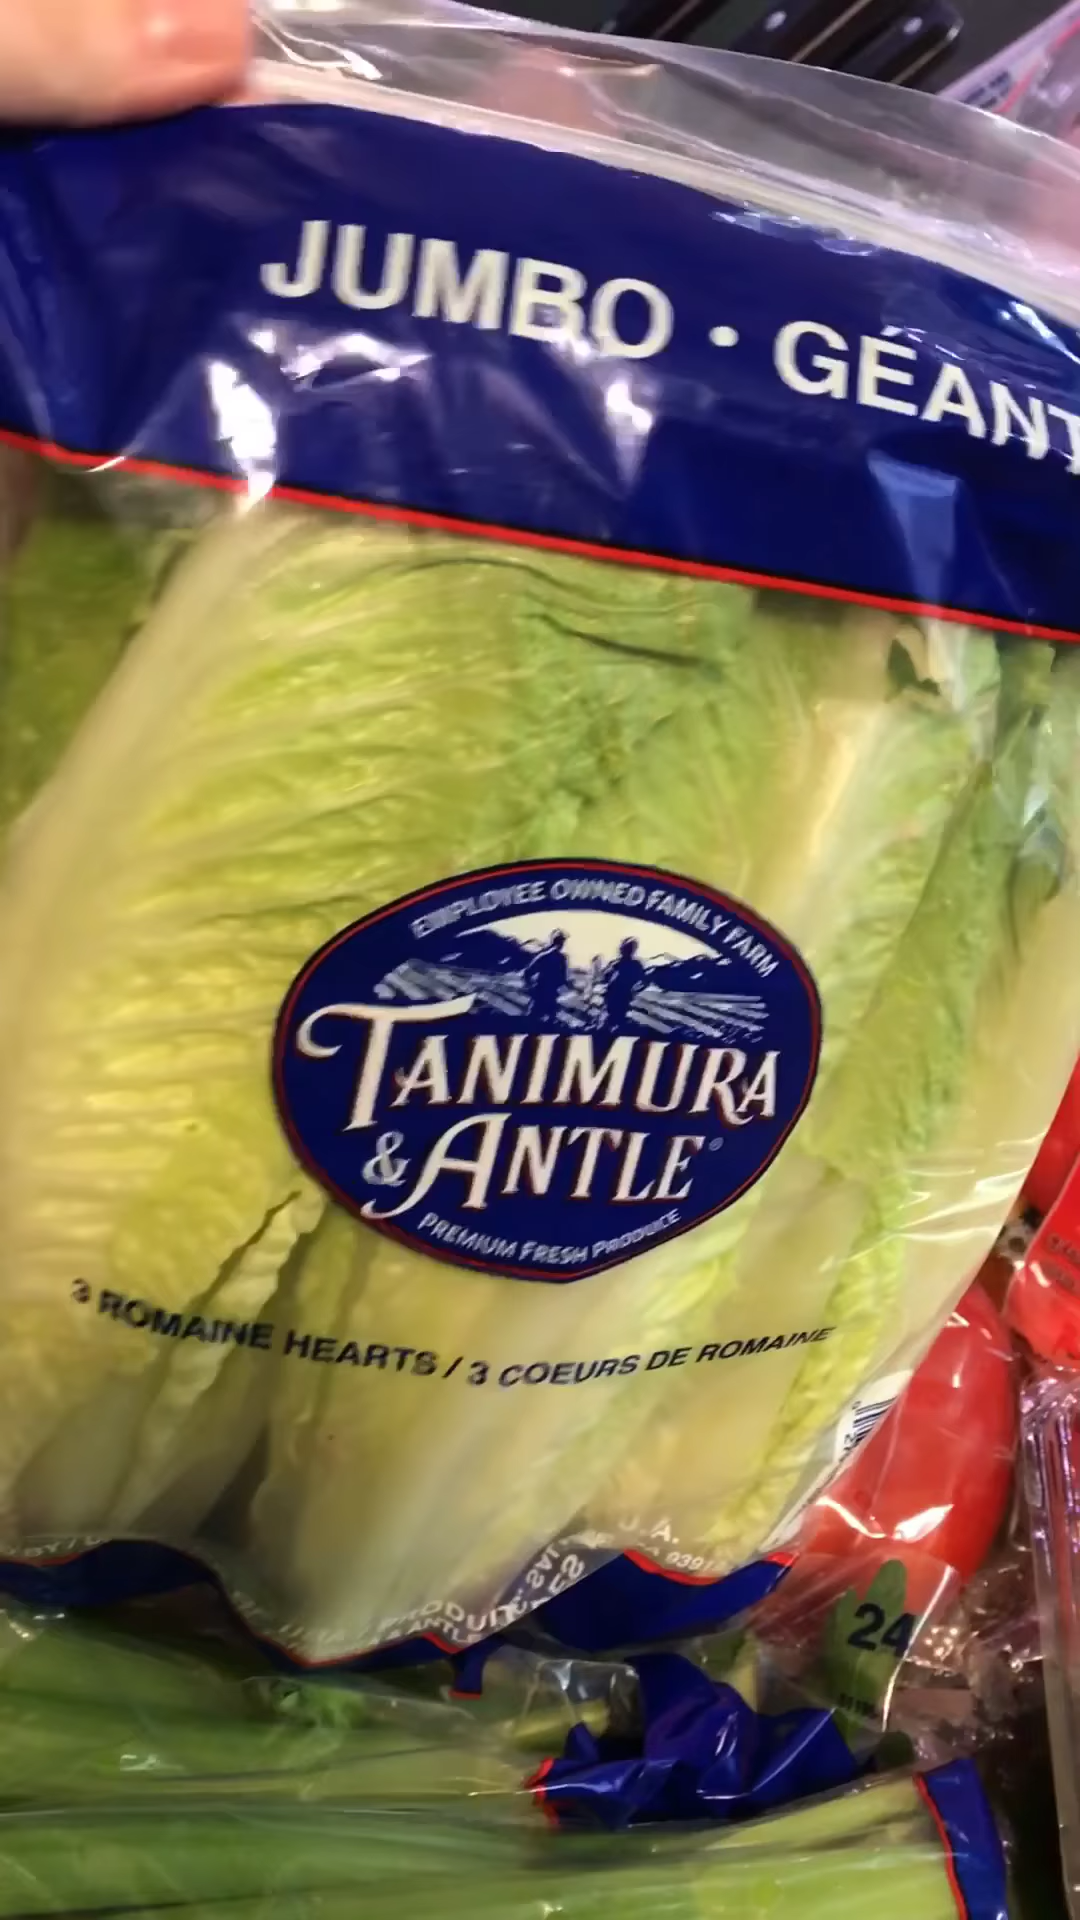 JUMBO • GÉANT
EMPLOYEE OWNED FAMILY FARM
TANIMURA
& ANTLE®
PREMIUM FRESH PRODUCE
3 ROMAINE HEARTS / 3 COEURS DE ROMAINE
24